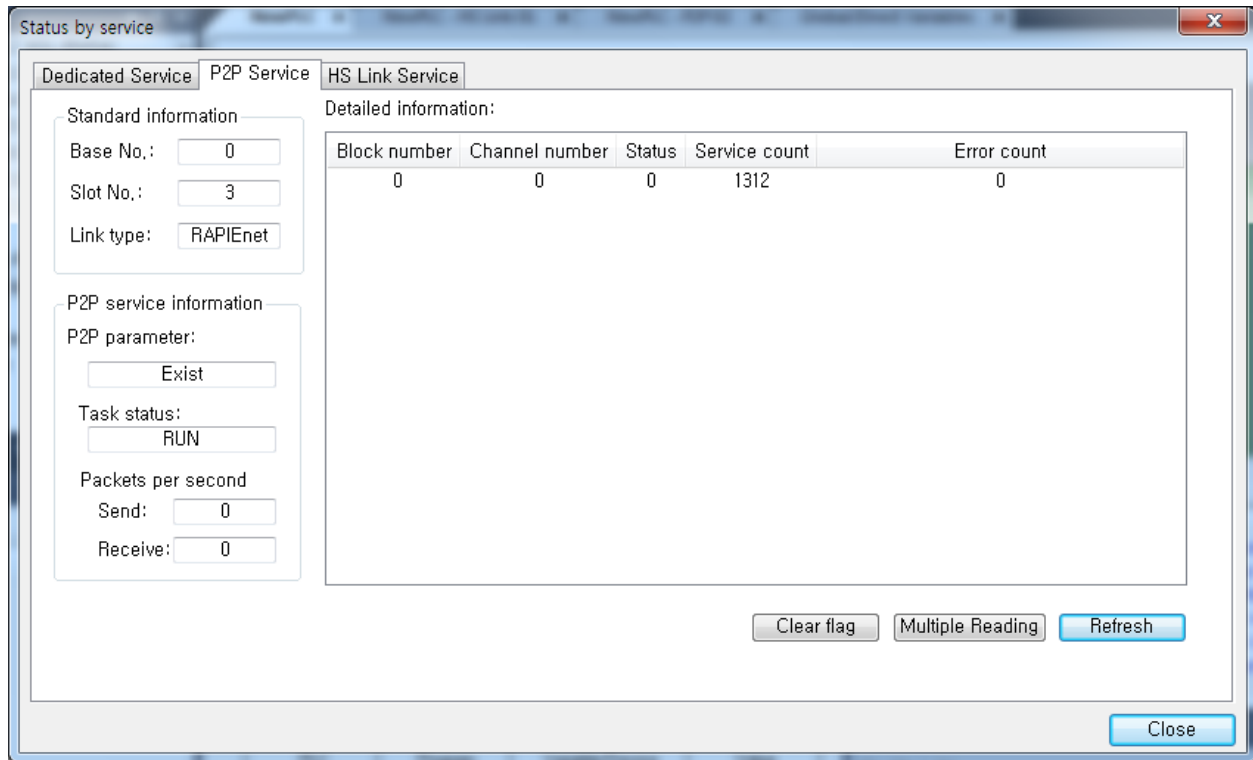 Status by service
Dedicated Service P2P Service HS Link Service
Standard information
Base No.: 0
Slot No.: 3
Link type: RAPIEnet
P2P service information
P2P parameter:
Exist
Task status:
RUN
Packets per second
Send: 0
Receive: 0
Detailed information:
Block number Channel number Status Service count Error count
0 0 0 1312 0
Clear flag Multiple Reading Refresh
Close